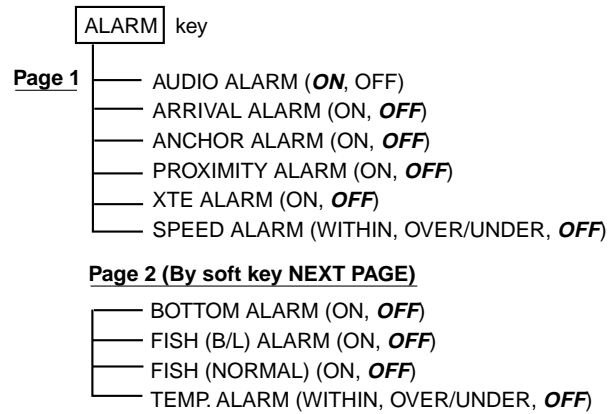 ALARM key
Page 1
AUDIO ALARM (ON, OFF)
ARRIVAL ALARM (ON, OFF)
ANCHOR ALARM (ON, OFF)
PROXIMITY ALARM (ON, OFF)
XTE ALARM (ON, OFF)
SPEED ALARM (WITHIN, OVER/UNDER, OFF)
Page 2 (By soft key NEXT PAGE)
BOTTOM ALARM (ON, OFF)
FISH (B/L) ALARM (ON, OFF)
FISH (NORMAL) (ON, OFF)
TEMP. ALARM (WITHIN, OVER/UNDER, OFF)